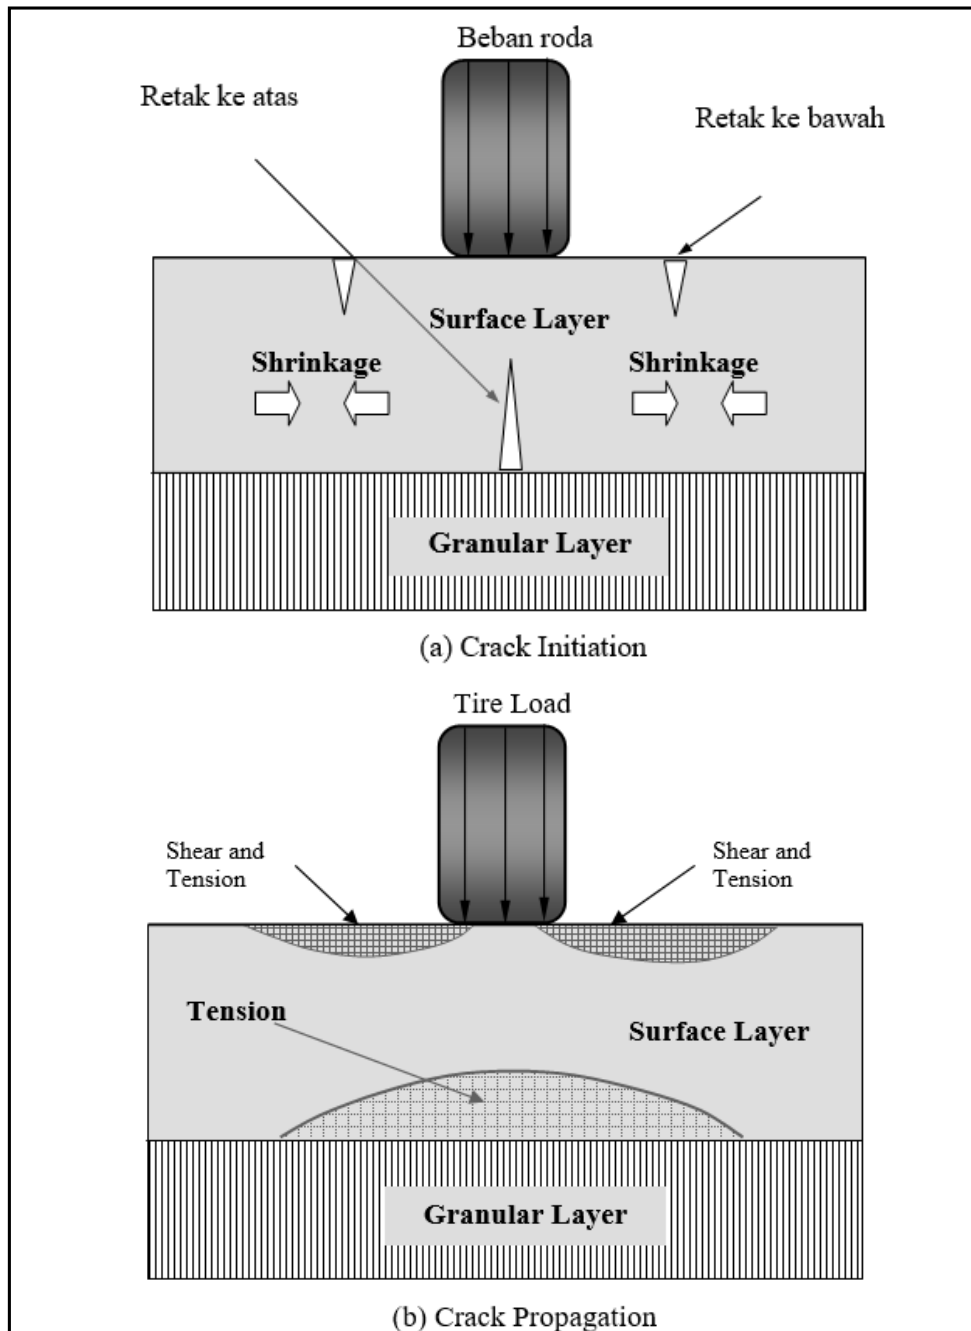 Beban roda
Retak ke atas
Retak ke bawah
Surface Layer
Shrinkage
Shrinkage
Granular Layer
(a) Crack Initiation
Tire Load
Shear and
Tension
Shear and
Tension
Tension
Surface Layer
Granular Layer
(b) Crack Propagation